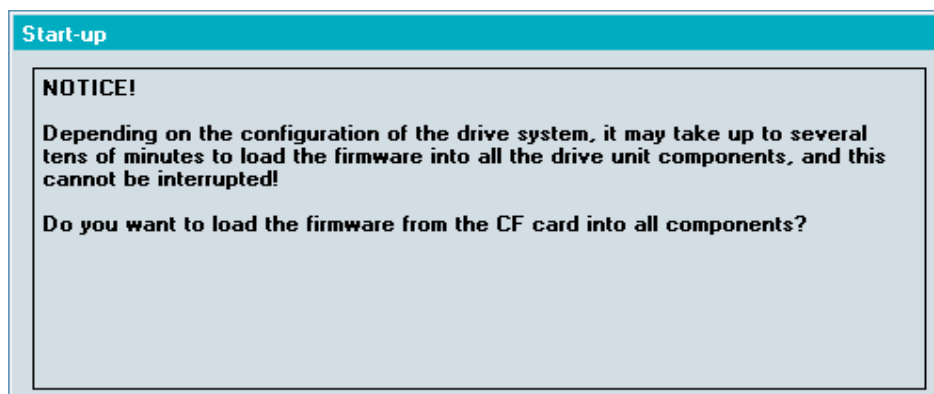 Start-up
NOTICE!
Depending on the configuration of the drive system, it may take up to several
tens of minutes to load the firmware into all the drive unit components, and this
cannot be interrupted!
Do you want to load the firmware from the CF card into all components?